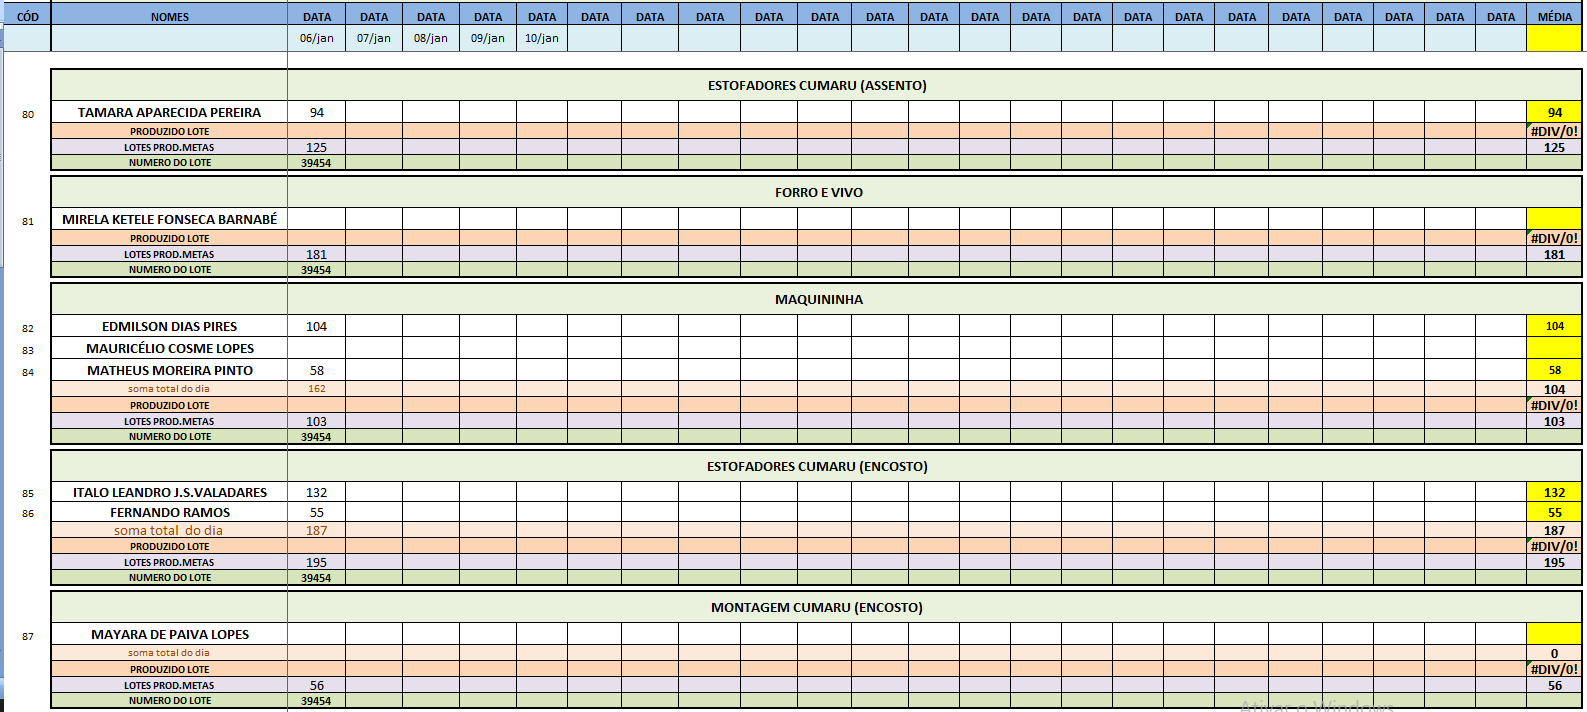 CÓD NOMES DATA DATA DATA DATA DATA DATA DATA DATA DATA DATA DATA DATA DATA DATA DATA DATA DATA DATA DATA DATA DATA DATA DATA MÉDIA
06/jan 07/jan 08/jan 09/jan 10/jan
ESTOFADORES CUMARU (ASSENTO)
80 TAMARA APARECIDA PEREIRA 94 94
PRODUZIDO LOTE #DIV/0!
LOTES PROD.METAS 125 125
NUMERO DO LOTE 39454
FORRO E VIVO
81 MIRELA KETELE FONSECA BARNABÉ
PRODUZIDO LOTE #DIV/0!
LOTES PROD.METAS 181 181
NUMERO DO LOTE 39454
MAQUININHA
82 EDMILSON DIAS PIRES 104 104
83 MAURICÉLIO COSME LOPES
84 MATHEUS MOREIRA PINTO 58 58
soma total do dia 162 104
PRODUZIDO LOTE #DIV/0!
LOTES PROD.METAS 103 103
NUMERO DO LOTE 39454
ESTOFADORES CUMARU (ENCOSTO)
85 ITALO LEANDRO J.S.VALADARES 132 132
86 FERNANDO RAMOS 55 55
soma total do dia 187 187
PRODUZIDO LOTE #DIV/0!
LOTES PROD.METAS 195 195
NUMERO DO LOTE 39454
MONTAGEM CUMARU (ENCOSTO)
87 MAYARA DE PAIVA LOPES
soma total do dia 0
PRODUZIDO LOTE #DIV/0!
LOTES PROD.METAS 56 56
NUMERO DO LOTE 39454
Ativar o Windows